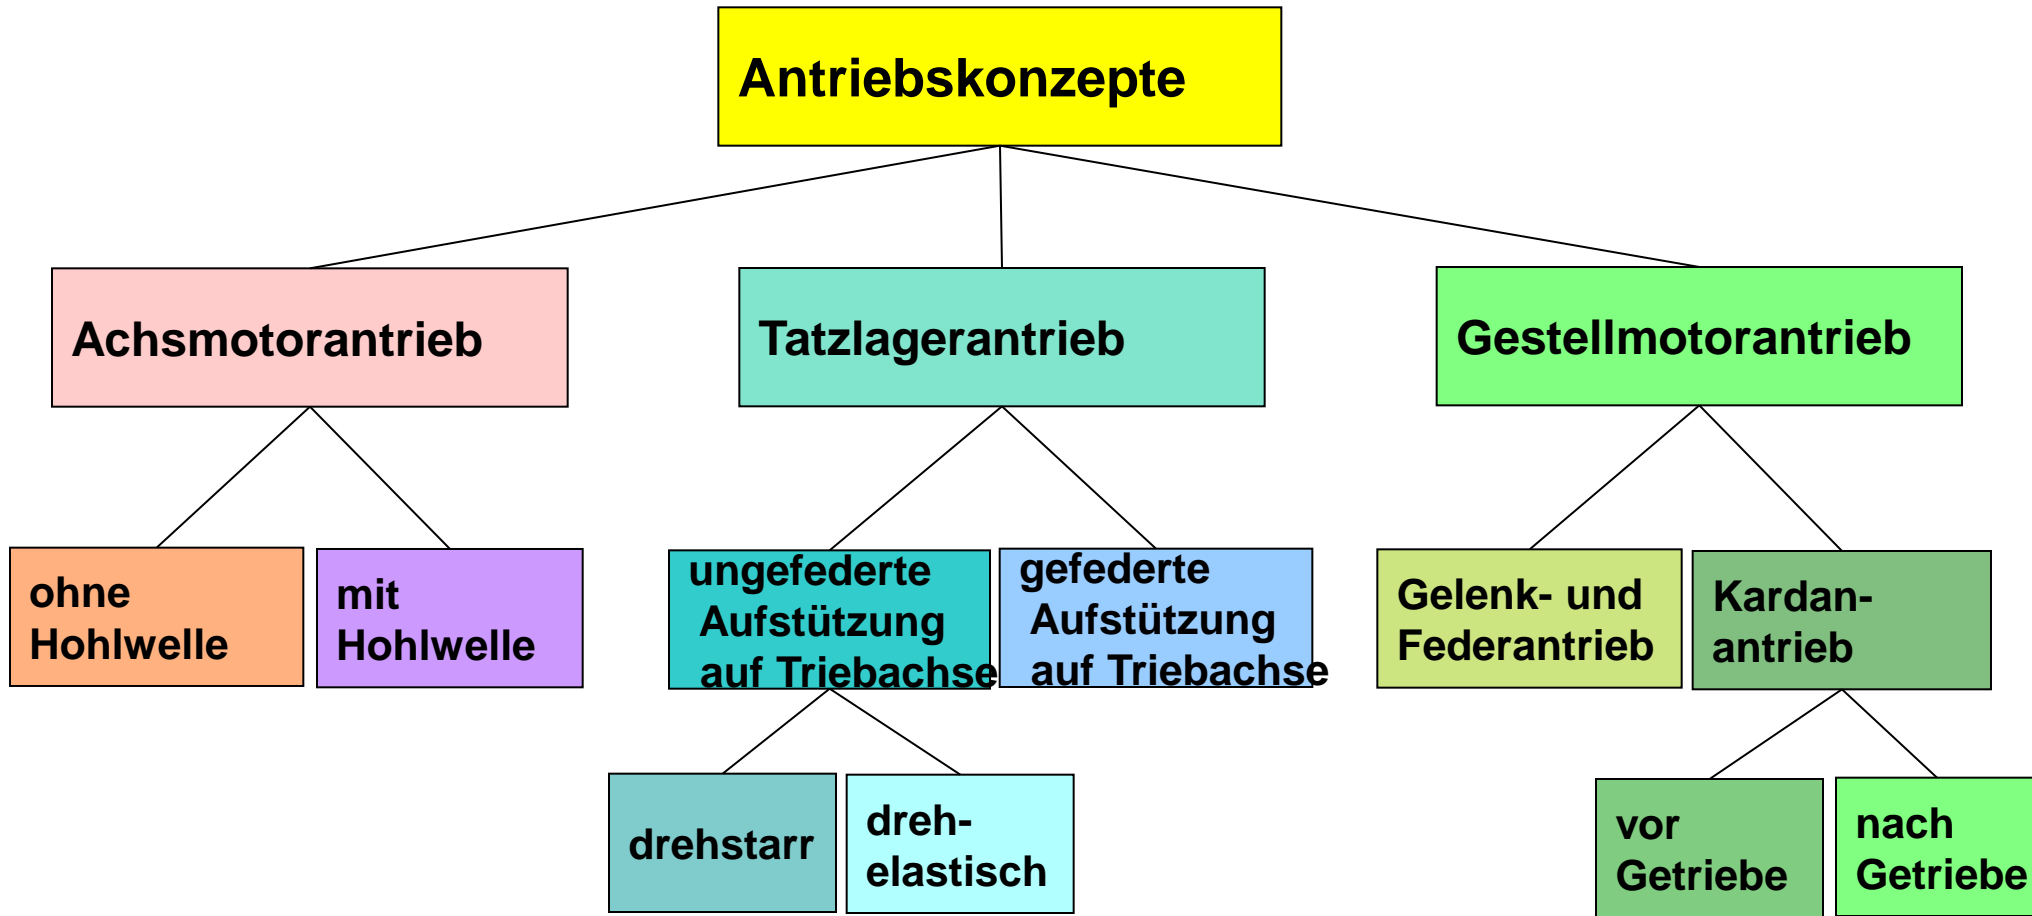 Antriebskonzepte
Achsmotorantrieb
Tatzlagerantrieb
Gestellmotorantrieb
ohne
Hohlwelle
mit
Hohlwelle
ungefederte
Aufstützung
auf Triebachse
gefederte
Aufstützung
auf Triebachse
Gelenk- und
Federantrieb
Kardan-
antrieb
drehstarr
dreh-
elastisch
vor
Getriebe
nach
Getriebe